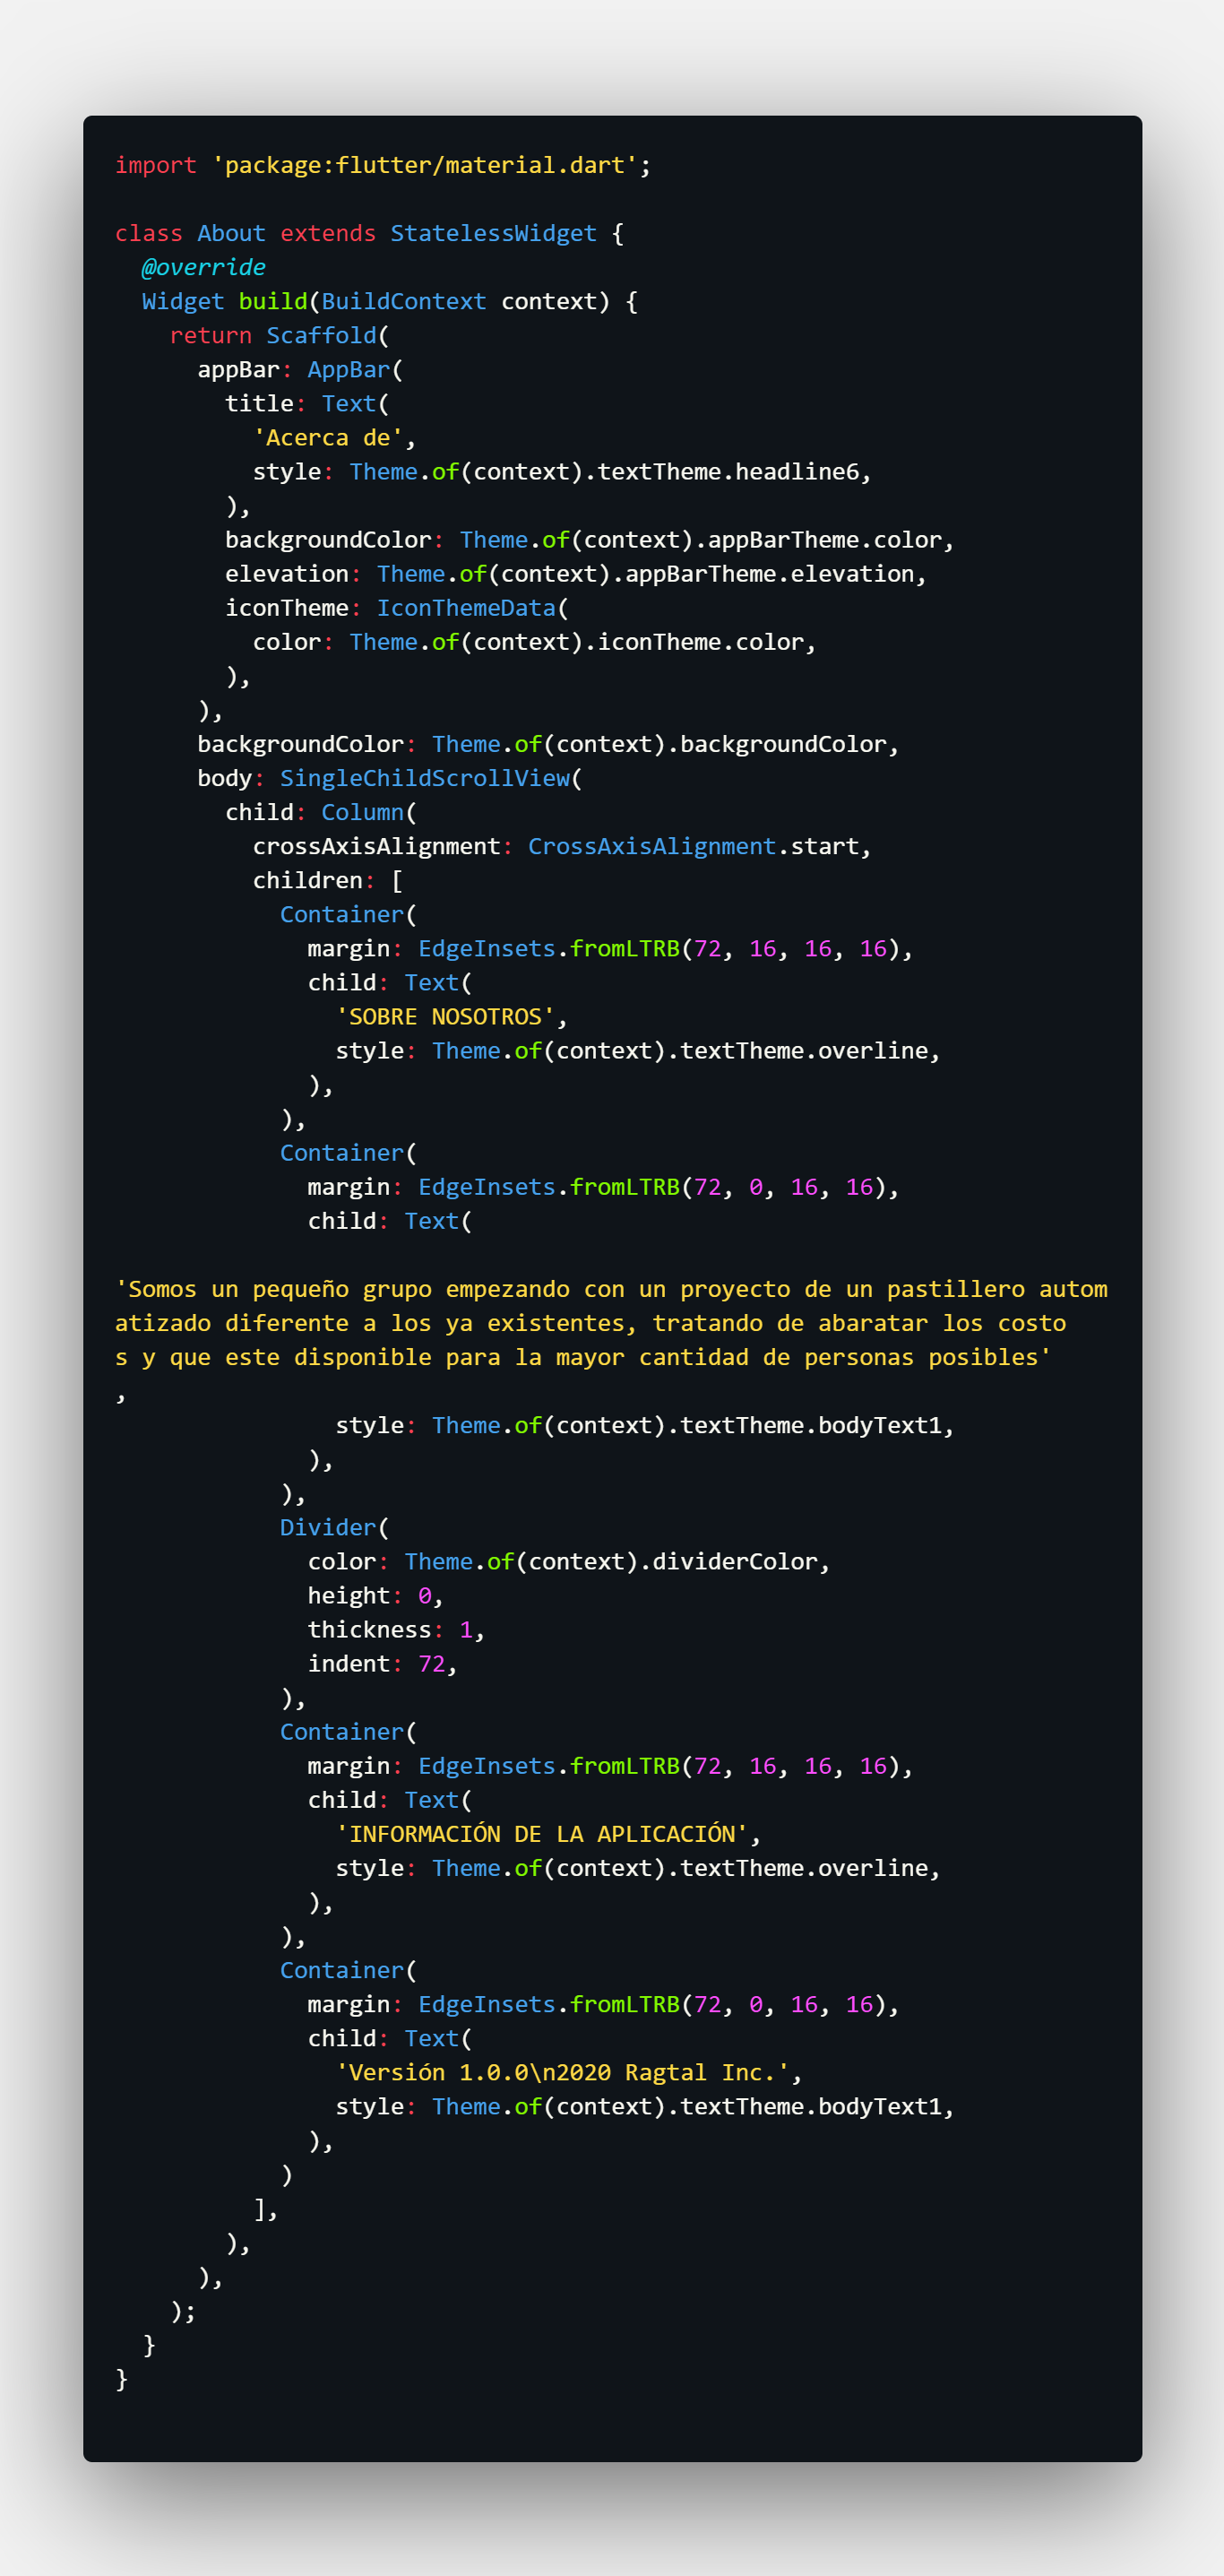 import 'package:flutter/material.dart';

class About extends StatelessWidget {
  @override
  Widget build(BuildContext context) {
    return Scaffold(
      appBar: AppBar(
        title: Text(
          'Acerca de',
          style: Theme.of(context).textTheme.headline6,
        ),
        backgroundColor: Theme.of(context).appBarTheme.color,
        elevation: Theme.of(context).appBarTheme.elevation,
        iconTheme: IconThemeData(
          color: Theme.of(context).iconTheme.color,
        ),
      ),
      backgroundColor: Theme.of(context).backgroundColor,
      body: SingleChildScrollView(
        child: Column(
          crossAxisAlignment: CrossAxisAlignment.start,
          children: [
            Container(
              margin: EdgeInsets.fromLTRB(72, 16, 16, 16),
              child: Text(
                'SOBRE NOSOTROS',
                style: Theme.of(context).textTheme.overline,
              ),
            ),
            Container(
              margin: EdgeInsets.fromLTRB(72, 0, 16, 16),
              child: Text(

'Somos un pequeño grupo empezando con un proyecto de un pastillero autom
atizado diferente a los ya existentes, tratando de abaratar los costo
s y que este disponible para la mayor cantidad de personas posibles'
,
                style: Theme.of(context).textTheme.bodyText1,
              ),
            ),
            Divider(
              color: Theme.of(context).dividerColor,
              height: 0,
              thickness: 1,
              indent: 72,
            ),
            Container(
              margin: EdgeInsets.fromLTRB(72, 16, 16, 16),
              child: Text(
                'INFORMACIÓN DE LA APLICACIÓN',
                style: Theme.of(context).textTheme.overline,
              ),
            ),
            Container(
              margin: EdgeInsets.fromLTRB(72, 0, 16, 16),
              child: Text(
                'Versión 1.0.0\n2020 Ragtal Inc.',
                style: Theme.of(context).textTheme.bodyText1,
              ),
            )
          ],
        ),
      ),
    );
  }
}